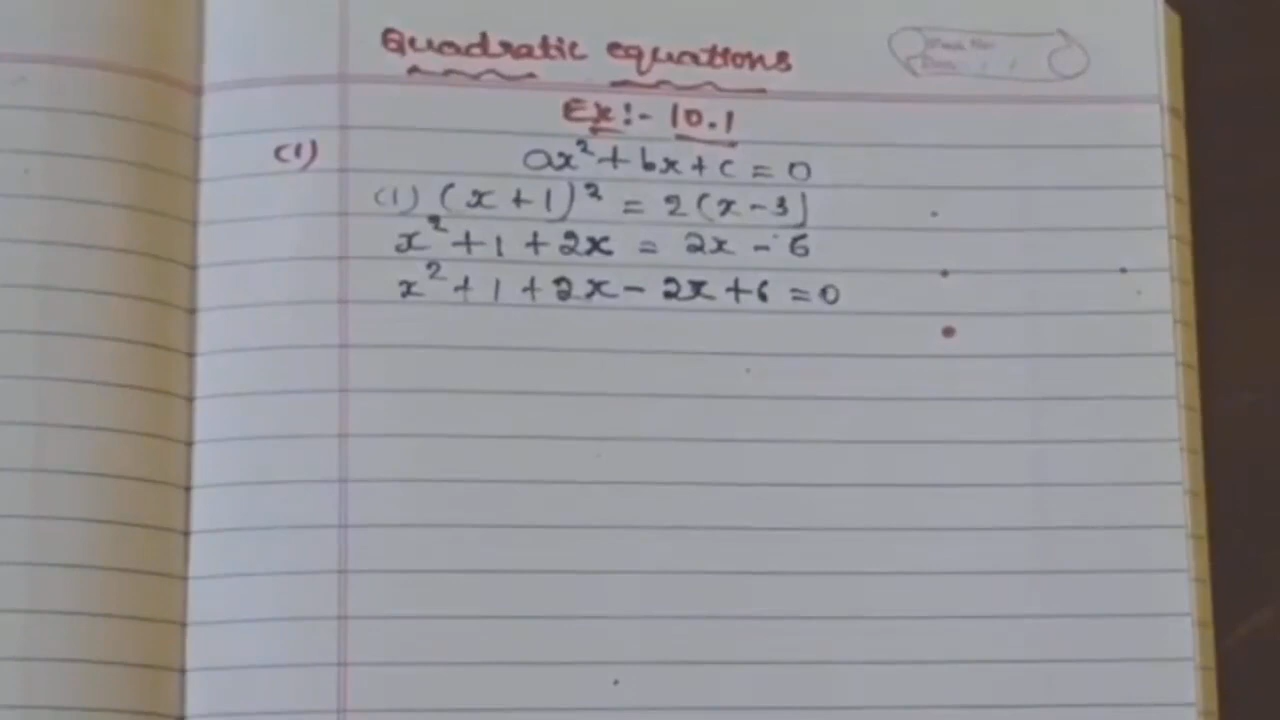 Quadratic equations
Ex:- 10.1
(1) ax² + bx + c = 0
(1) (x + 1)² = 2(x - 3)
x² + 1 + 2x = 2x - 6
x² + 1 + 2x - 2x + 6 = 0